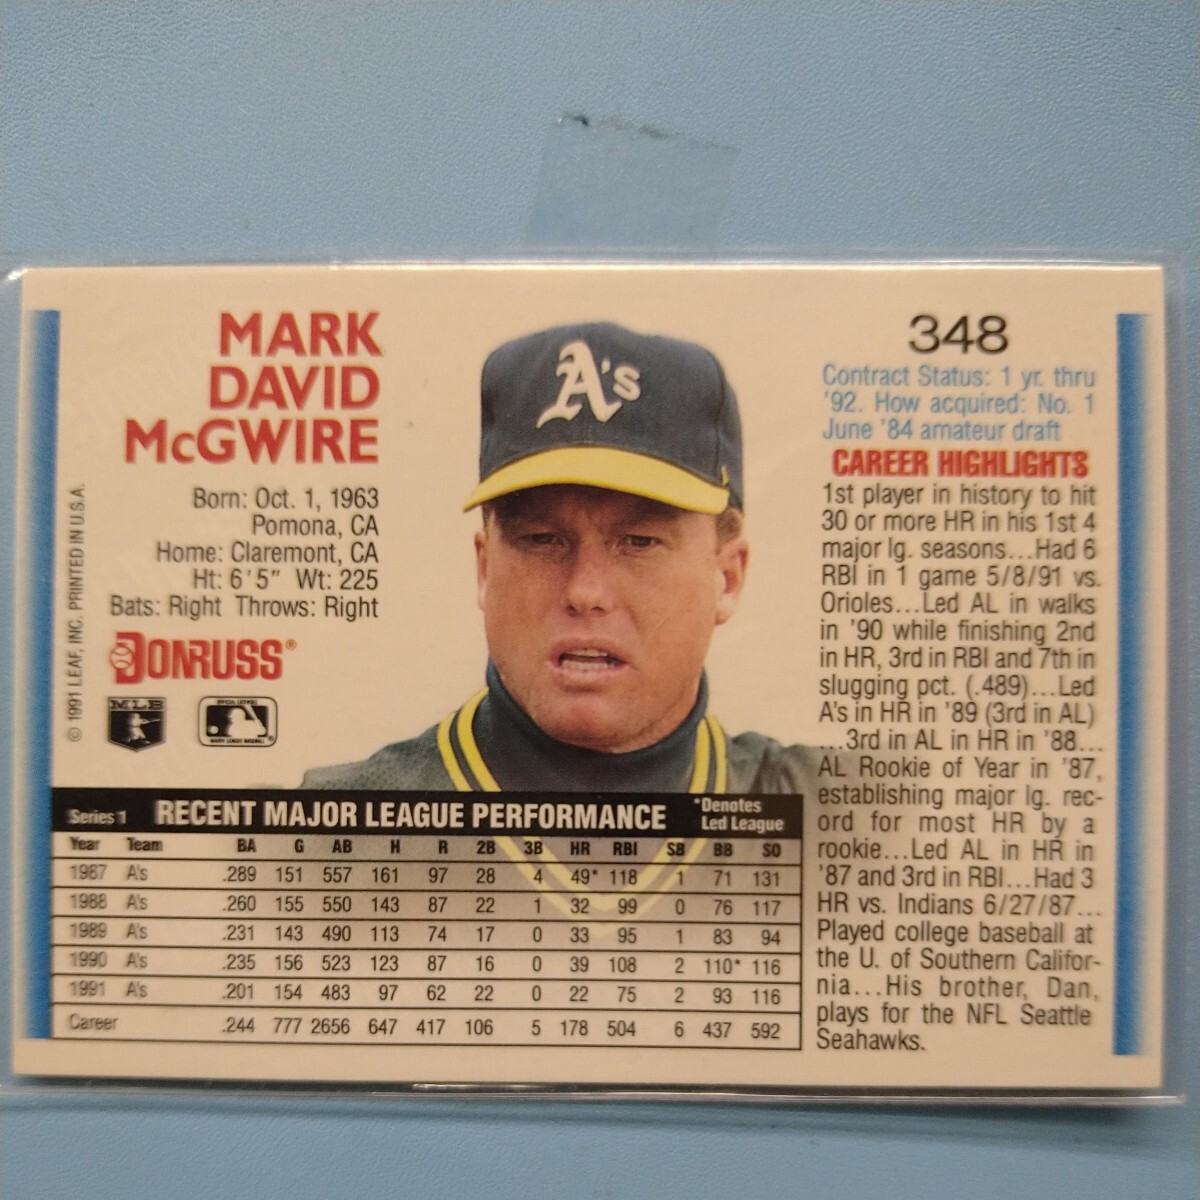 MARK
DAVID
McGWIRE
Born: Oct. 1, 1963
Pomona, CA
Home: Claremont, CA
Ht: 6'5" Wt: 225
Bats: Right Throws: Right
DONRUSS®
MLB
© 1991 LEAF, INC. PRINTED IN U.S.A.
A's
348
Contract Status: 1 yr. thru
'92. How acquired: No. 1
June '84 amateur draft
CAREER HIGHLIGHTS
1st player in history to hit
30 or more HR in his 1st 4
major lg. seasons...Had 6
RBI in 1 game 5/8/91 vs.
Orioles...Led AL in walks
in '90 while finishing 2nd
in HR, 3rd in RBI and 7th in
slugging pct. (.489)...Led
A's in HR in '89 (3rd in AL)
...3rd in AL in HR in '88...
AL Rookie of Year in '87,
establishing major lg. rec-
ord for most HR by a
rookie...Led AL in HR in
'87 and 3rd in RBI...Had 3
HR vs. Indians 6/27/87...
Played college baseball at
the U. of Southern Califor-
nia...His brother, Dan,
plays for the NFL Seattle
Seahawks.
Series 1 RECENT MAJOR LEAGUE PERFORMANCE *Denotes
Led League
Year Team BA G AB H R 2B 3B HR RBI SB BB SO
1987 A's .289 151 557 161 97 28 4 49* 118 1 71 131
1988 A's .260 155 550 143 87 22 1 32 99 0 76 117
1989 A's .231 143 490 113 74 17 0 33 95 1 83 94
1990 A's .235 156 523 123 87 16 0 39 108 2 110* 116
1991 A's .201 154 483 97 62 22 0 22 75 2 93 116
Career .244 777 2656 647 417 106 5 178 504 6 437 592